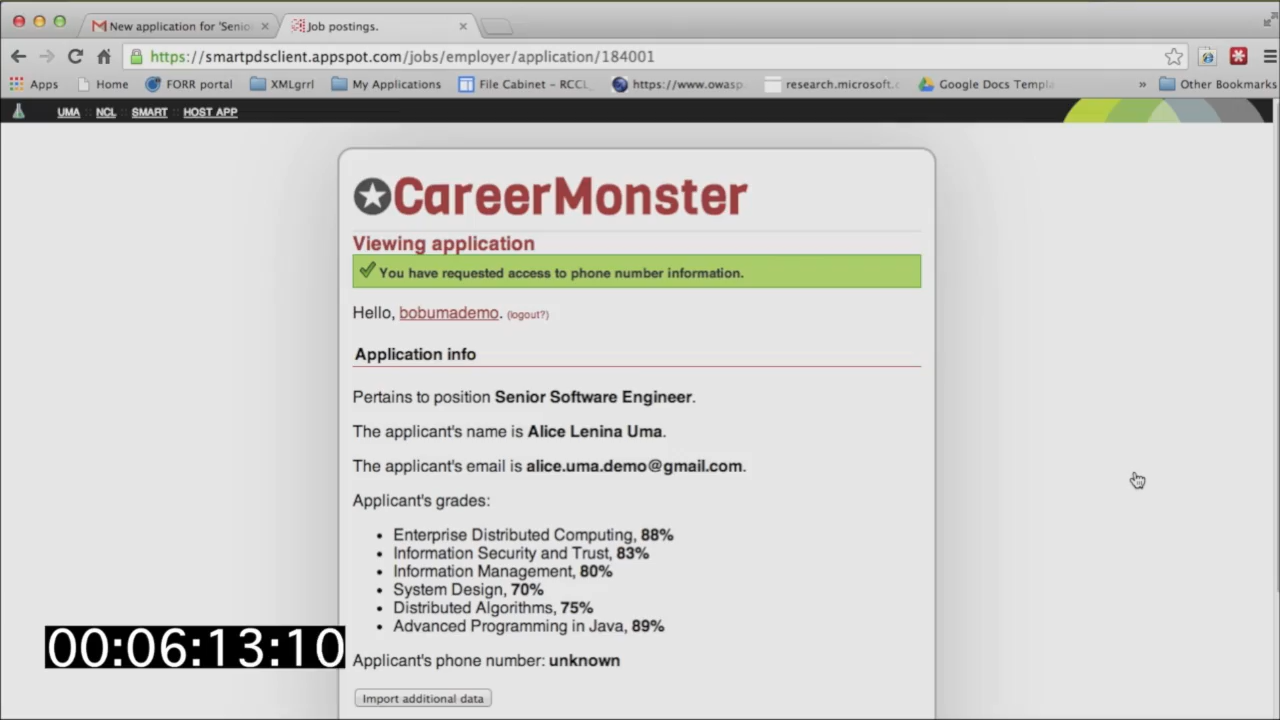 New application for 'Senio
Job postings.
https://smartpdsclient.appspot.com/jobs/employer/application/184001
Apps
Home
FORR portal
XMLgrrl
My Applications
File Cabinet - RCCL
https://www.owasp
research.microsoft.c
Google Docs Templa
»
Other Bookmarks
UMA :: NCL :: SMART :: HOST APP
CareerMonster
Viewing application
You have requested access to phone number information.
Hello, bobumademo. (logout?)
Application info
Pertains to position Senior Software Engineer.
The applicant's name is Alice Lenina Uma.
The applicant's email is alice.uma.demo@gmail.com.
Applicant's grades:
• Enterprise Distributed Computing, 88%
• Information Security and Trust, 83%
• Information Management, 80%
• System Design, 70%
• Distributed Algorithms, 75%
• Advanced Programming in Java, 89%
00:06:13:10
Applicant's phone number: unknown
Import additional data